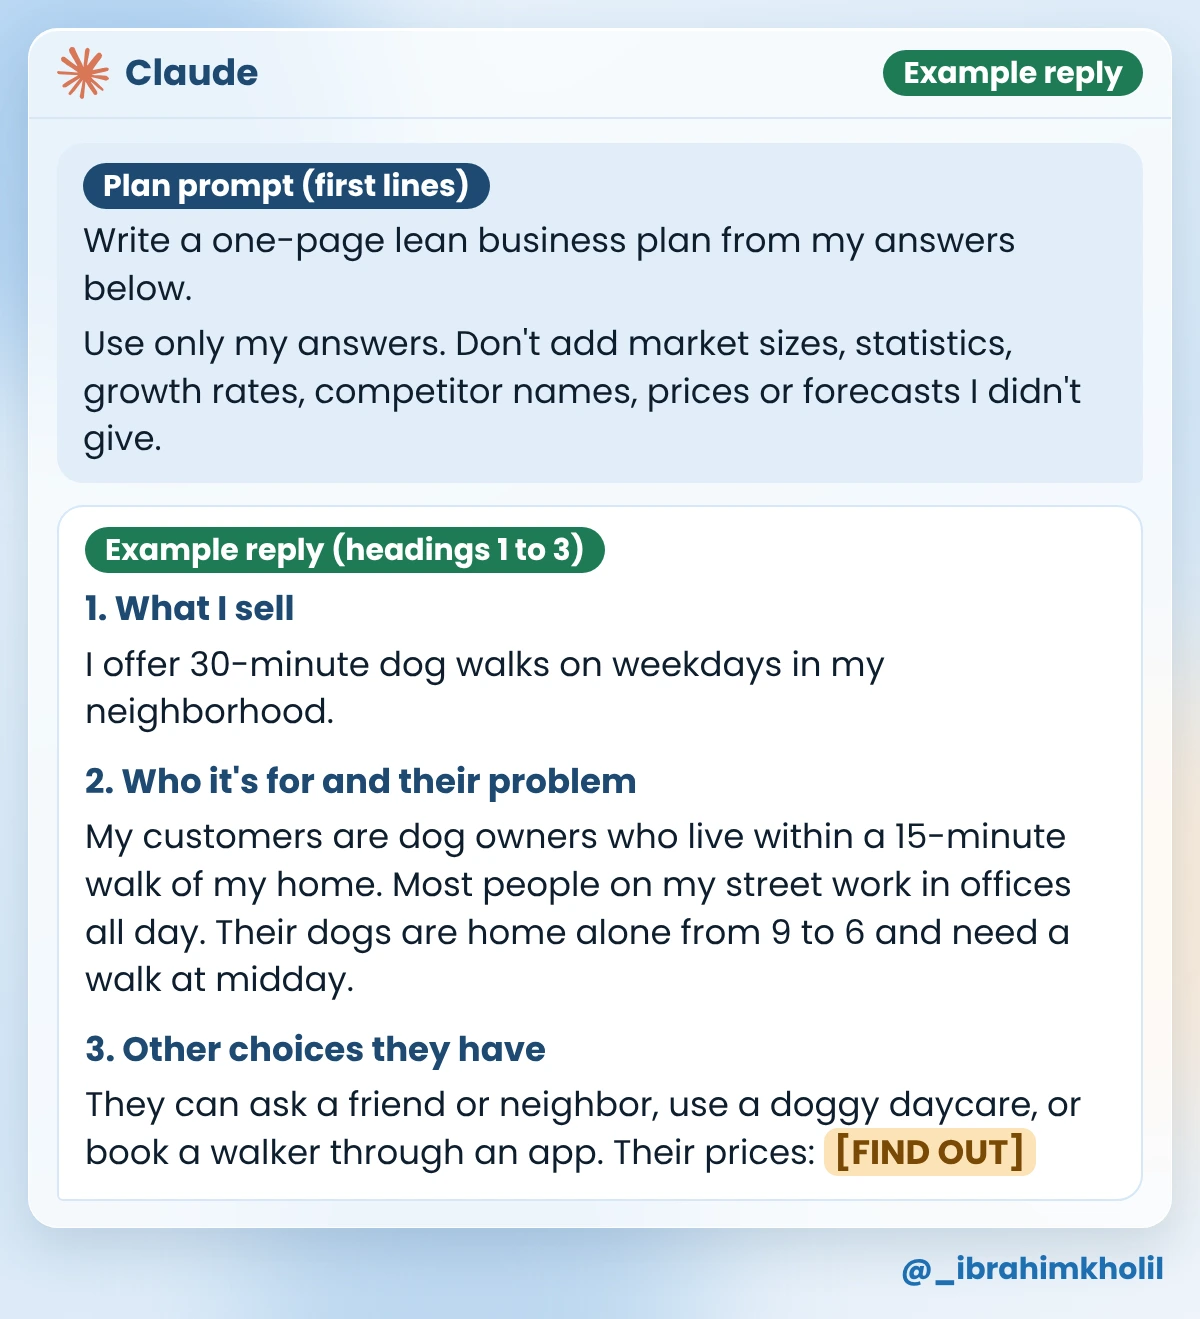 Claude
Example reply
Plan prompt (first lines)
Write a one-page lean business plan from my answers
below.
Use only my answers. Don't add market sizes, statistics,
growth rates, competitor names, prices or forecasts I didn't
give.
Example reply (headings 1 to 3)
1. What I sell
I offer 30-minute dog walks on weekdays in my
neighborhood.
2. Who it's for and their problem
My customers are dog owners who live within a 15-minute
walk of my home. Most people on my street work in offices
all day. Their dogs are home alone from 9 to 6 and need a
walk at midday.
3. Other choices they have
They can ask a friend or neighbor, use a doggy daycare, or
book a walker through an app. Their prices: [FIND OUT]
@_ibrahimkholil